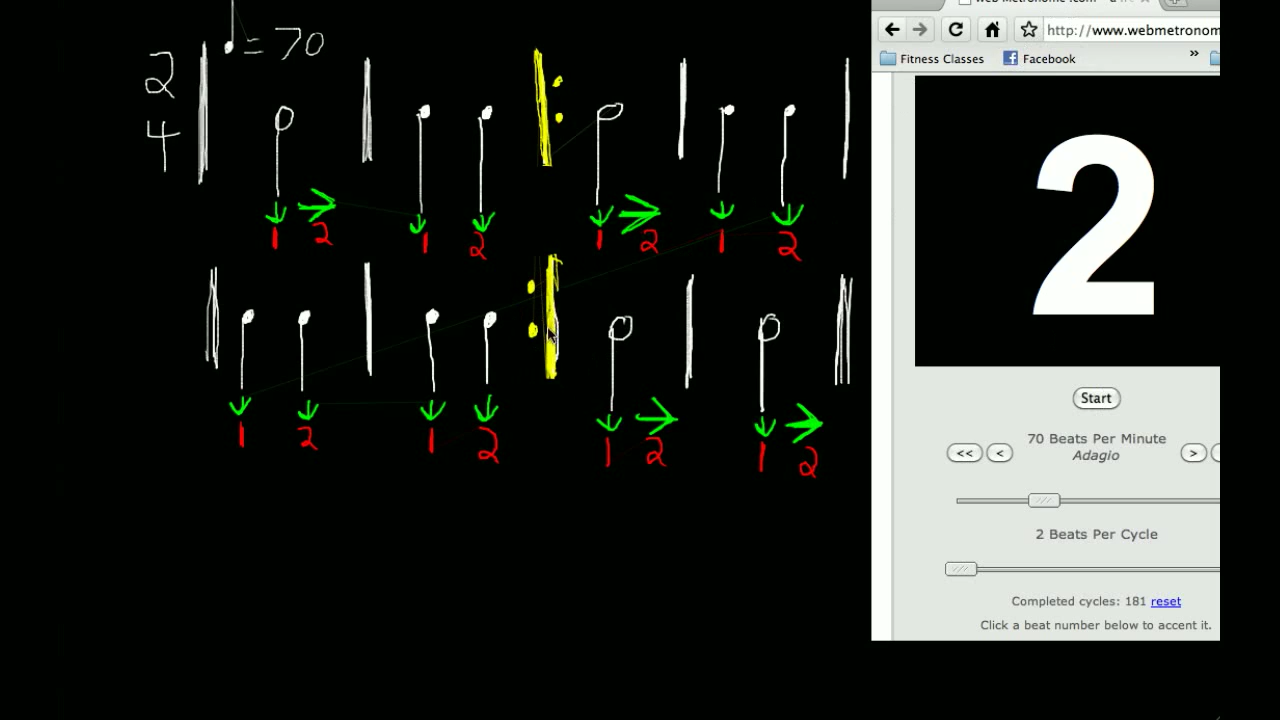 = 70
2
4
1 2 1 2 1 2 1 2
1 2 1 2 1 2 1 2
http://www.webmetronom
Fitness Classes Facebook »
2
Start
<< < 70 Beats Per Minute >
Adagio
2 Beats Per Cycle
Completed cycles: 181 reset
Click a beat number below to accent it.